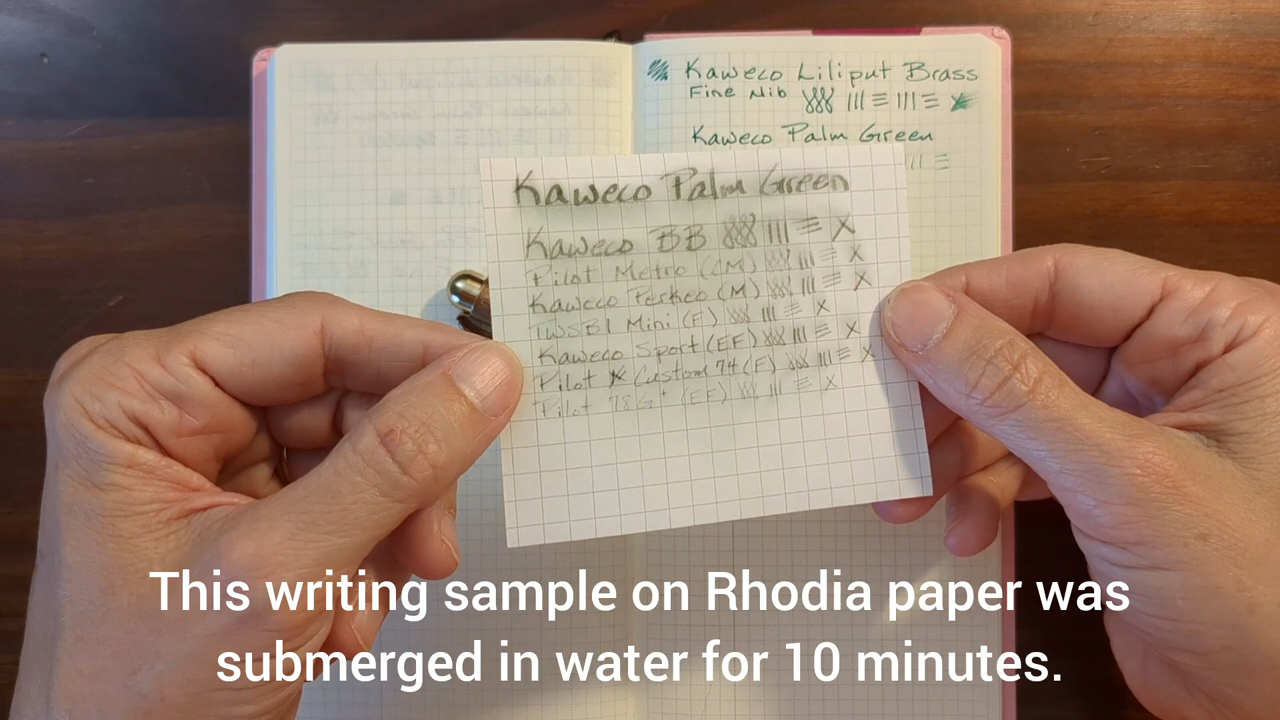 Kaweco Liliput Brass
Fine Nib
Kaweco Palm Green
Kaweco Palm Green
Kaweco BB
Pilot Metro (CM)
Kaweco Perkeo (M)
TWSBI Mini (F)
Kaweco Sport (EF)
Pilot Custom 74 (F)
Pilot 78G+ (EF)
This writing sample on Rhodia paper was
submerged in water for 10 minutes.